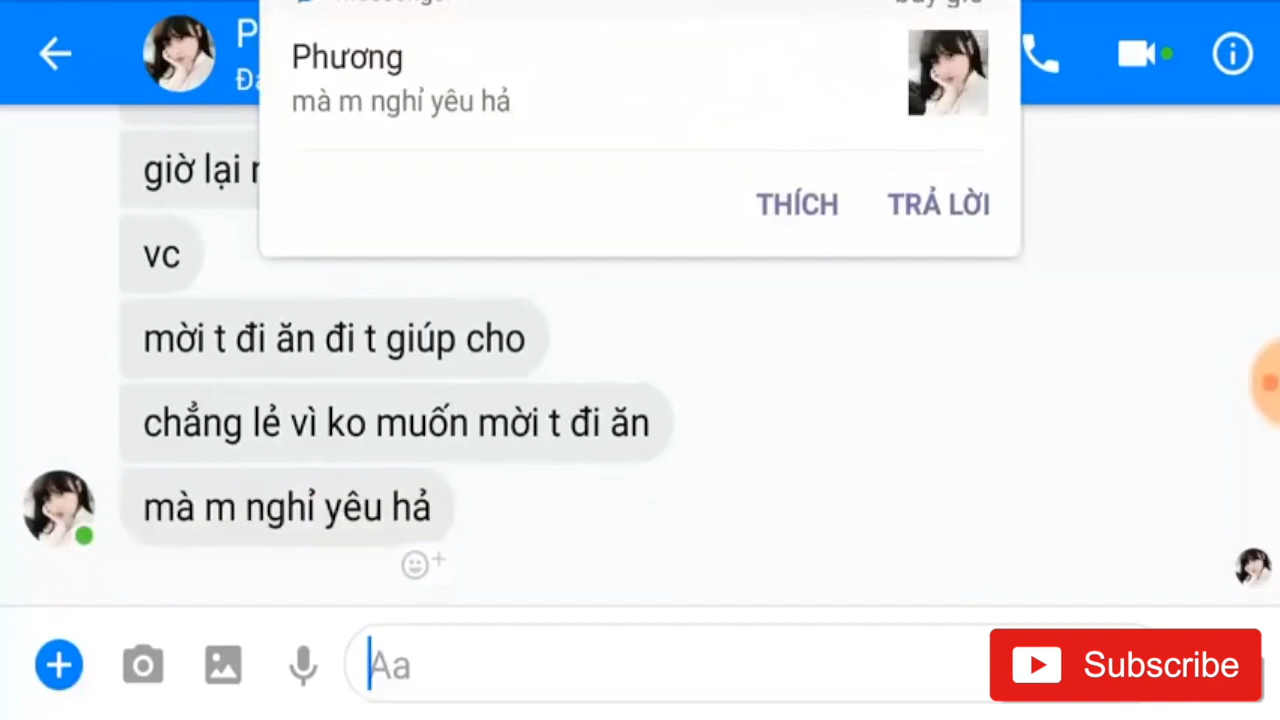 Phương
mà m nghỉ yêu hả
THÍCH TRẢ LỜI
giờ lại
vc
mời t đi ăn đi t giúp cho
chẳng lẻ vì ko muốn mời t đi ăn
mà m nghỉ yêu hả
Aa
Subscribe